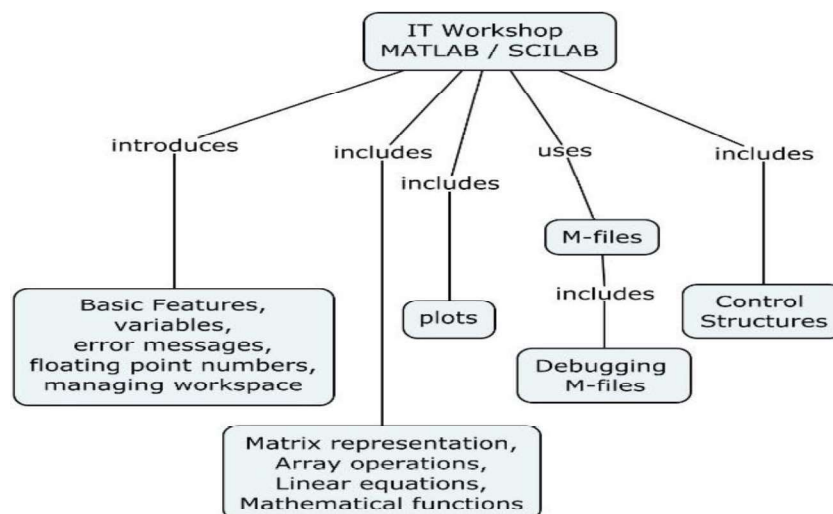 IT Workshop
MATLAB / SCILAB
introduces
includes
includes
uses
includes
M-files
includes
Basic Features,
variables,
error messages,
floating point numbers,
managing workspace
plots
Control
Structures
Debugging
M-files
Matrix representation,
Array operations,
Linear equations,
Mathematical functions